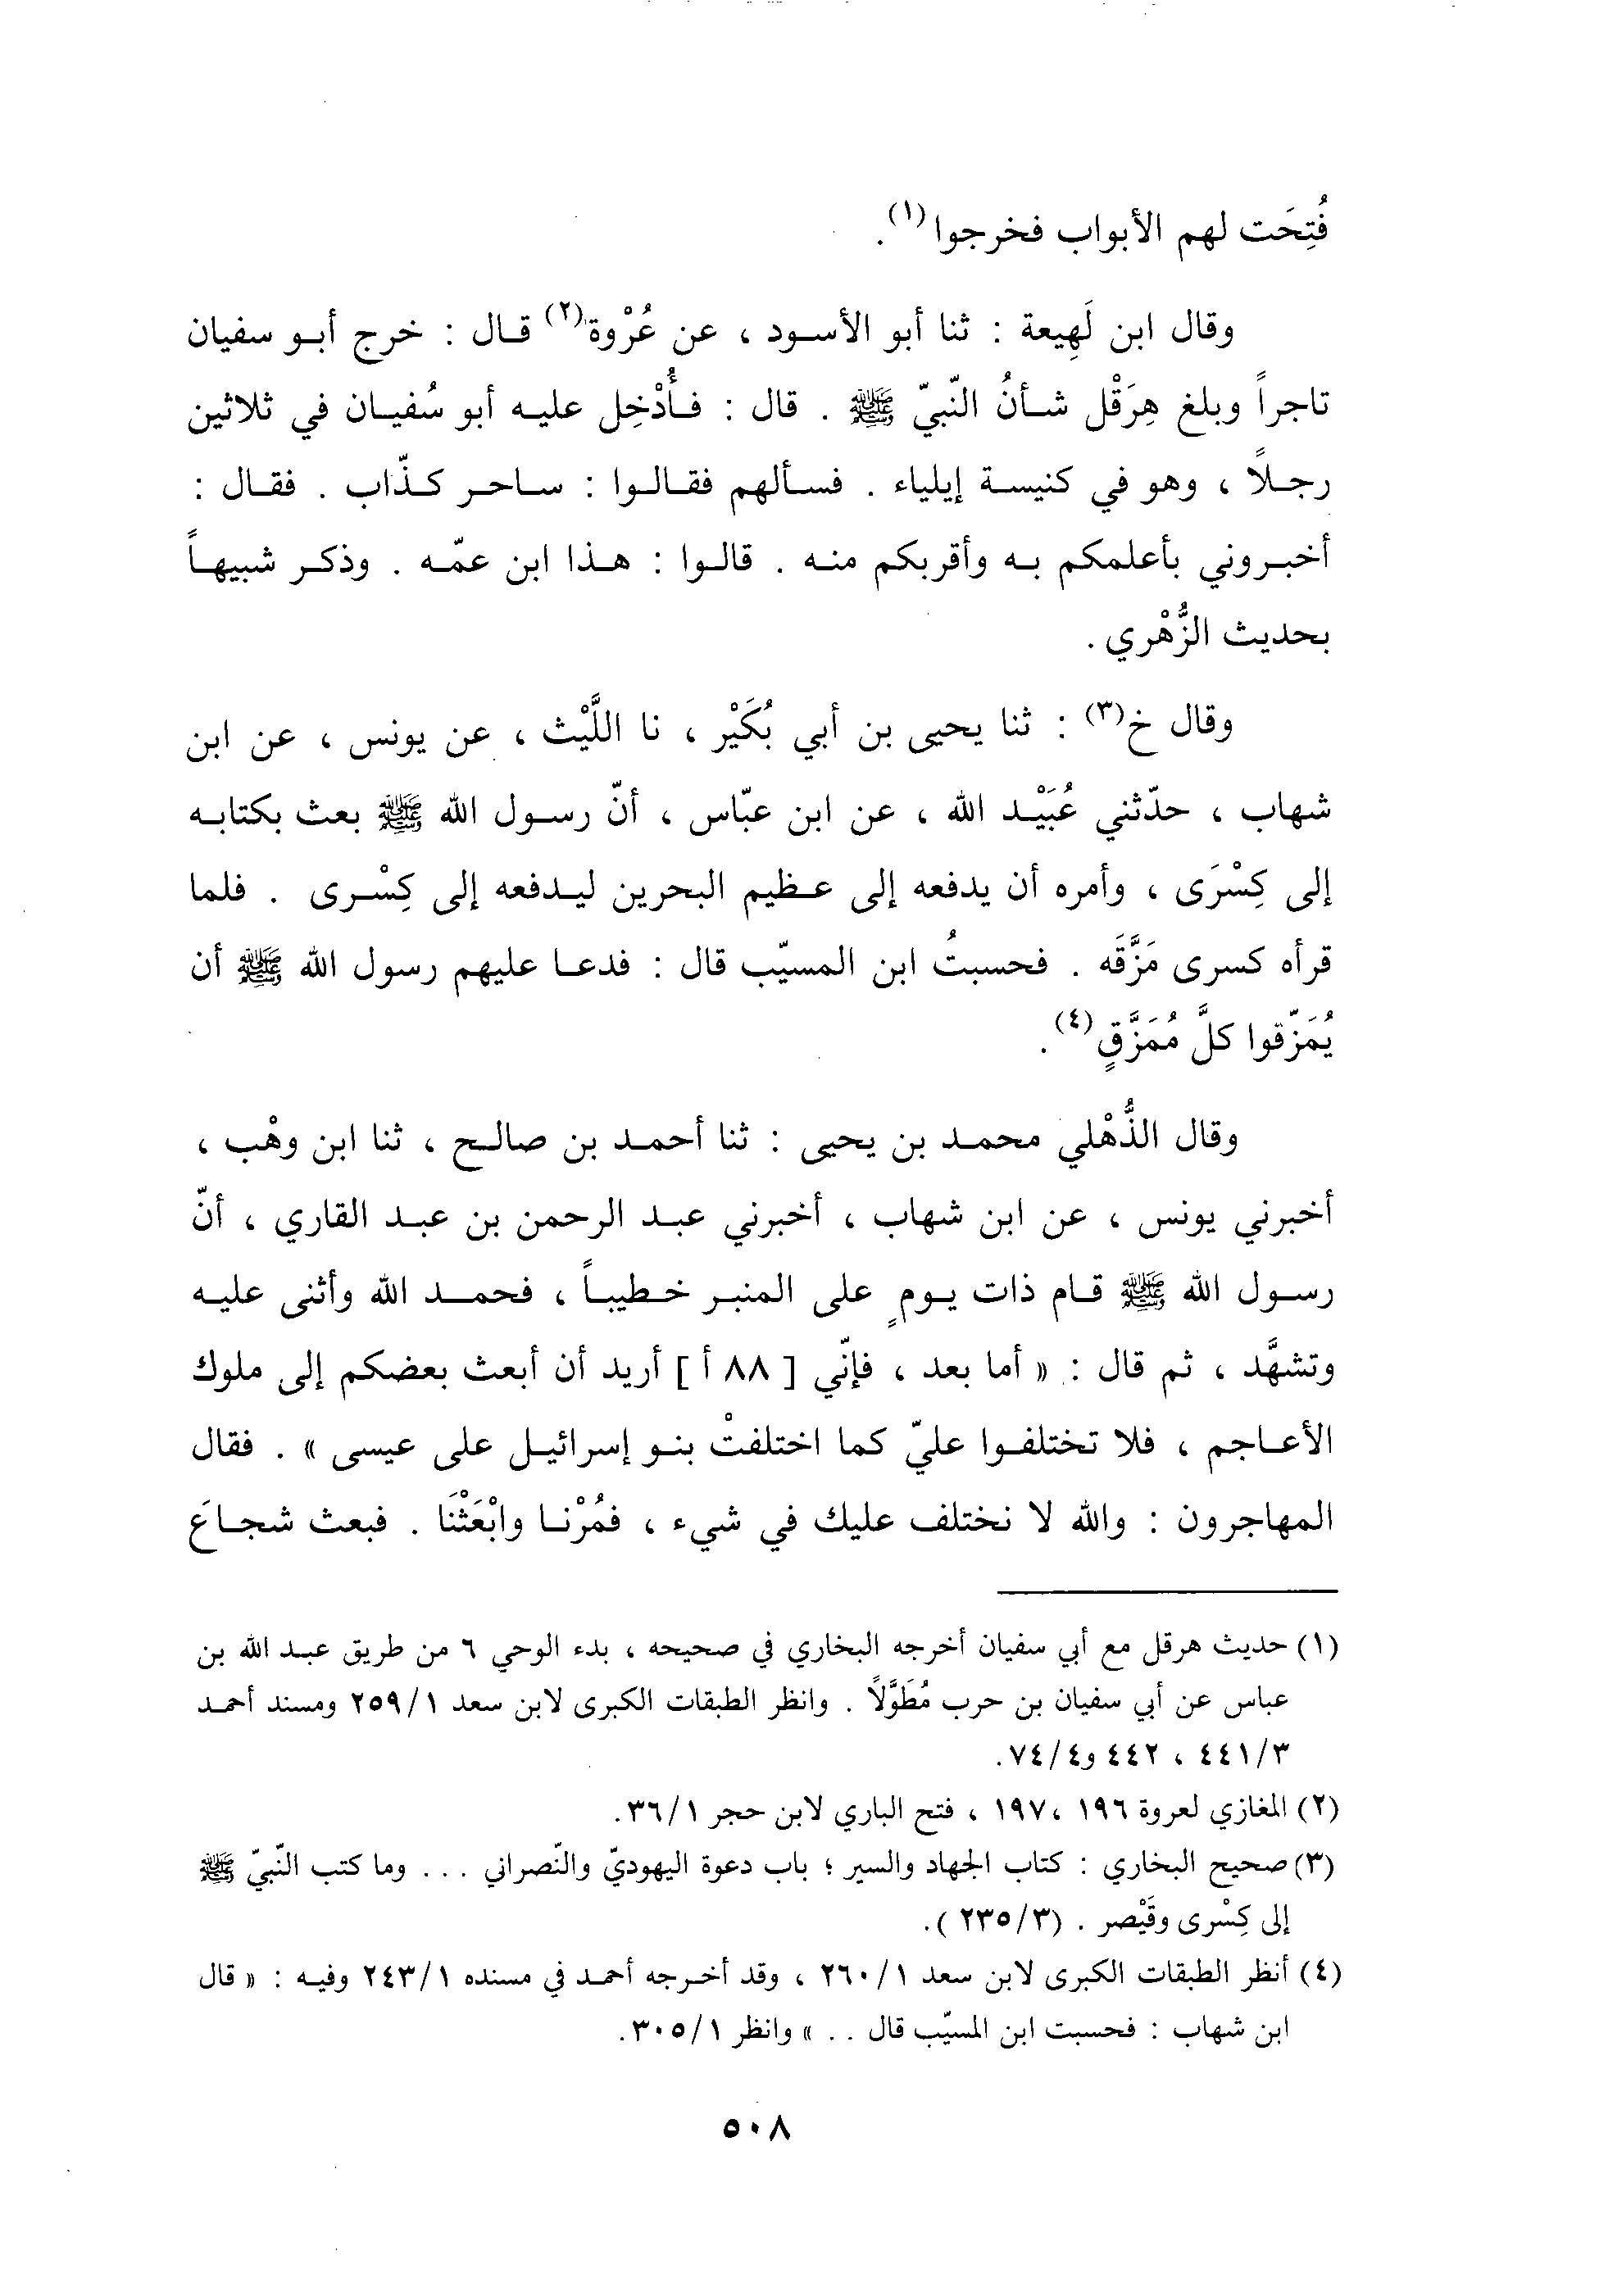 فُتِحَت لهم الأبواب فخرجوا(١).
وقال ابن لَهِيعة : ثنا أبو الأسود ، عن عُرْوة(٢) قال : خرج أبو سفيان
تاجراً وبلغ هِرَقْل شأنُ النّبيّ ﷺ . قال : فأُدْخِل عليه أبو سُفيان في ثلاثين
رجلاً ، وهو في كنيسة إيلياء . فسألهم فقالوا : ساحر كذّاب . فقال :
أخبروني بأعلمكم به وأقربكم منه . قالوا : هذا ابن عمّه . وذكر شبيهاً
بحديث الزُّهْري .
وقال خ(٣) : ثنا يحيى بن أبي بُكَيْر ، نا اللَّيْث ، عن يونس ، عن ابن
شهاب ، حدّثني عُبَيْد الله ، عن ابن عبّاس ، أنّ رسول الله ﷺ بعث بكتابه
إلى كِسْرَى ، وأمره أن يدفعه إلى عظيم البحرين ليدفعه إلى كِسْرى . فلما
قرأه كسرى مَزَّقَه . فحسبتُ ابن المسيّب قال : فدعا عليهم رسول الله ﷺ أن
يُمَزّقوا كلَّ مُمَزَّقٍ(٤).
وقال الذُّهْلي محمد بن يحيى : ثنا أحمد بن صالح ، ثنا ابن وهْب ،
أخبرني يونس ، عن ابن شهاب ، أخبرني عبد الرحمن بن عبد القاري ، أنّ
رسول الله ﷺ قام ذات يومٍ على المنبر خطيباً ، فحمد الله وأثنى عليه
وتشهَّد ، ثم قال : « أما بعد ، فإنّي [ ٨٨ أ ] أريد أن أبعث بعضكم إلى ملوك
الأعاجم ، فلا تختلفوا عليّ كما اختلفتْ بنو إسرائيل على عيسى » . فقال
المهاجرون : والله لا نختلف عليك في شيء ، فمُرْنا وابْعَثْنَا . فبعث شجاعَ
(١) حديث هرقل مع أبي سفيان أخرجه البخاري في صحيحه ، بدء الوحي ٦ من طريق عبد الله بن
عباس عن أبي سفيان بن حرب مُطَوَّلاً . وانظر الطبقات الكبرى لابن سعد ٢٥٩/١ ومسند أحمد
٤٤١/٣ ، ٤٤٢ و٧٤/٤.
(٢) المغازي لعروة ١٩٦ ،١٩٧ ، فتح الباري لابن حجر ٣٦/١.
(٣) صحيح البخاري : كتاب الجهاد والسير ؛ باب دعوة اليهوديّ والنّصراني ... وما كتب النّبيّ ﷺ
إلى كِسْرى وقَيْصر . (٢٣٥/٣ ).
(٤) أنظر الطبقات الكبرى لابن سعد ٢٦٠/١ ، وقد أخرجه أحمد في مسنده ٢٤٣/١ وفيه : « قال
ابن شهاب : فحسبت ابن المسيّب قال .. » وانظر ٣٠٥/١.
٥٠٨